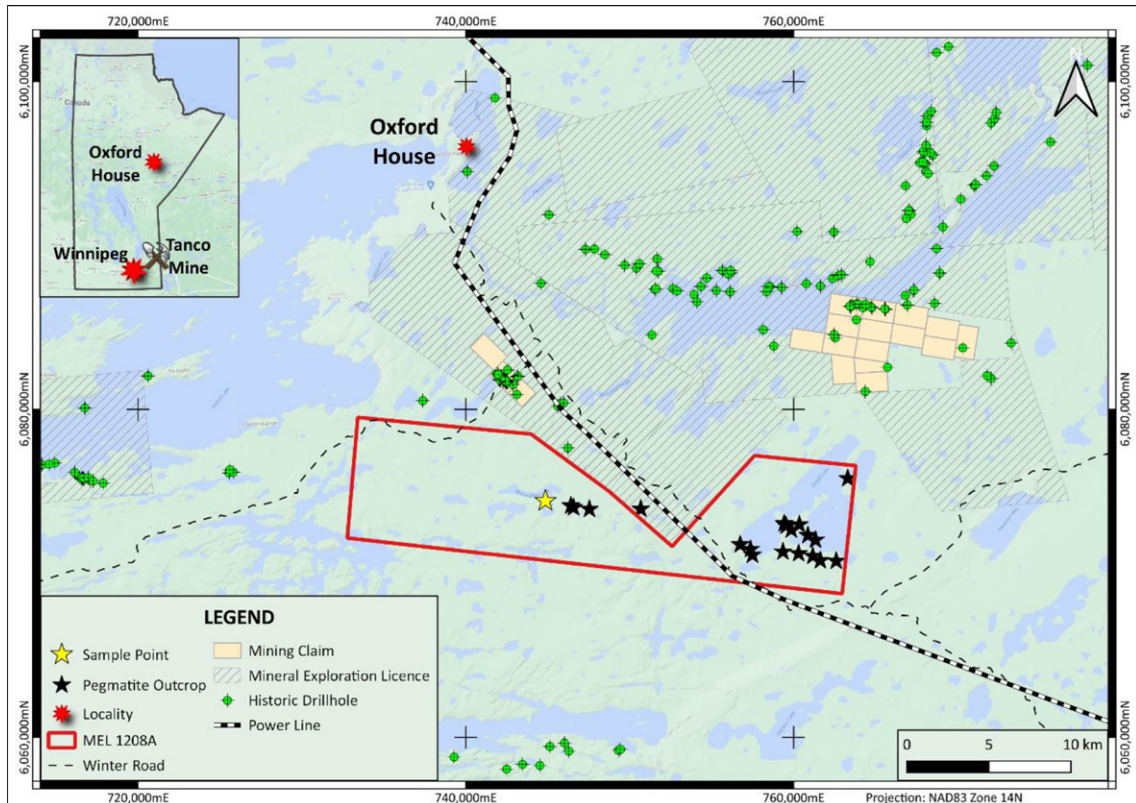 720,000mE
740,000mE
760,000mE
6,100,000mN
6,100,000mN
Canada
Oxford
House
Winnipeg
Tanco
Mine
Oxford
House
N
6,080,000mN
6,080,000mN
6,060,000mN
6,060,000mN
LEGEND
Sample Point
Pegmatite Outcrop
Locality
MEL 1208A
Winter Road
Mining Claim
Mineral Exploration Licence
Historic Drillhole
Power Line
0 5 10 km
720,000mE
740,000mE
760,000mE
Projection: NAD83 Zone 14N